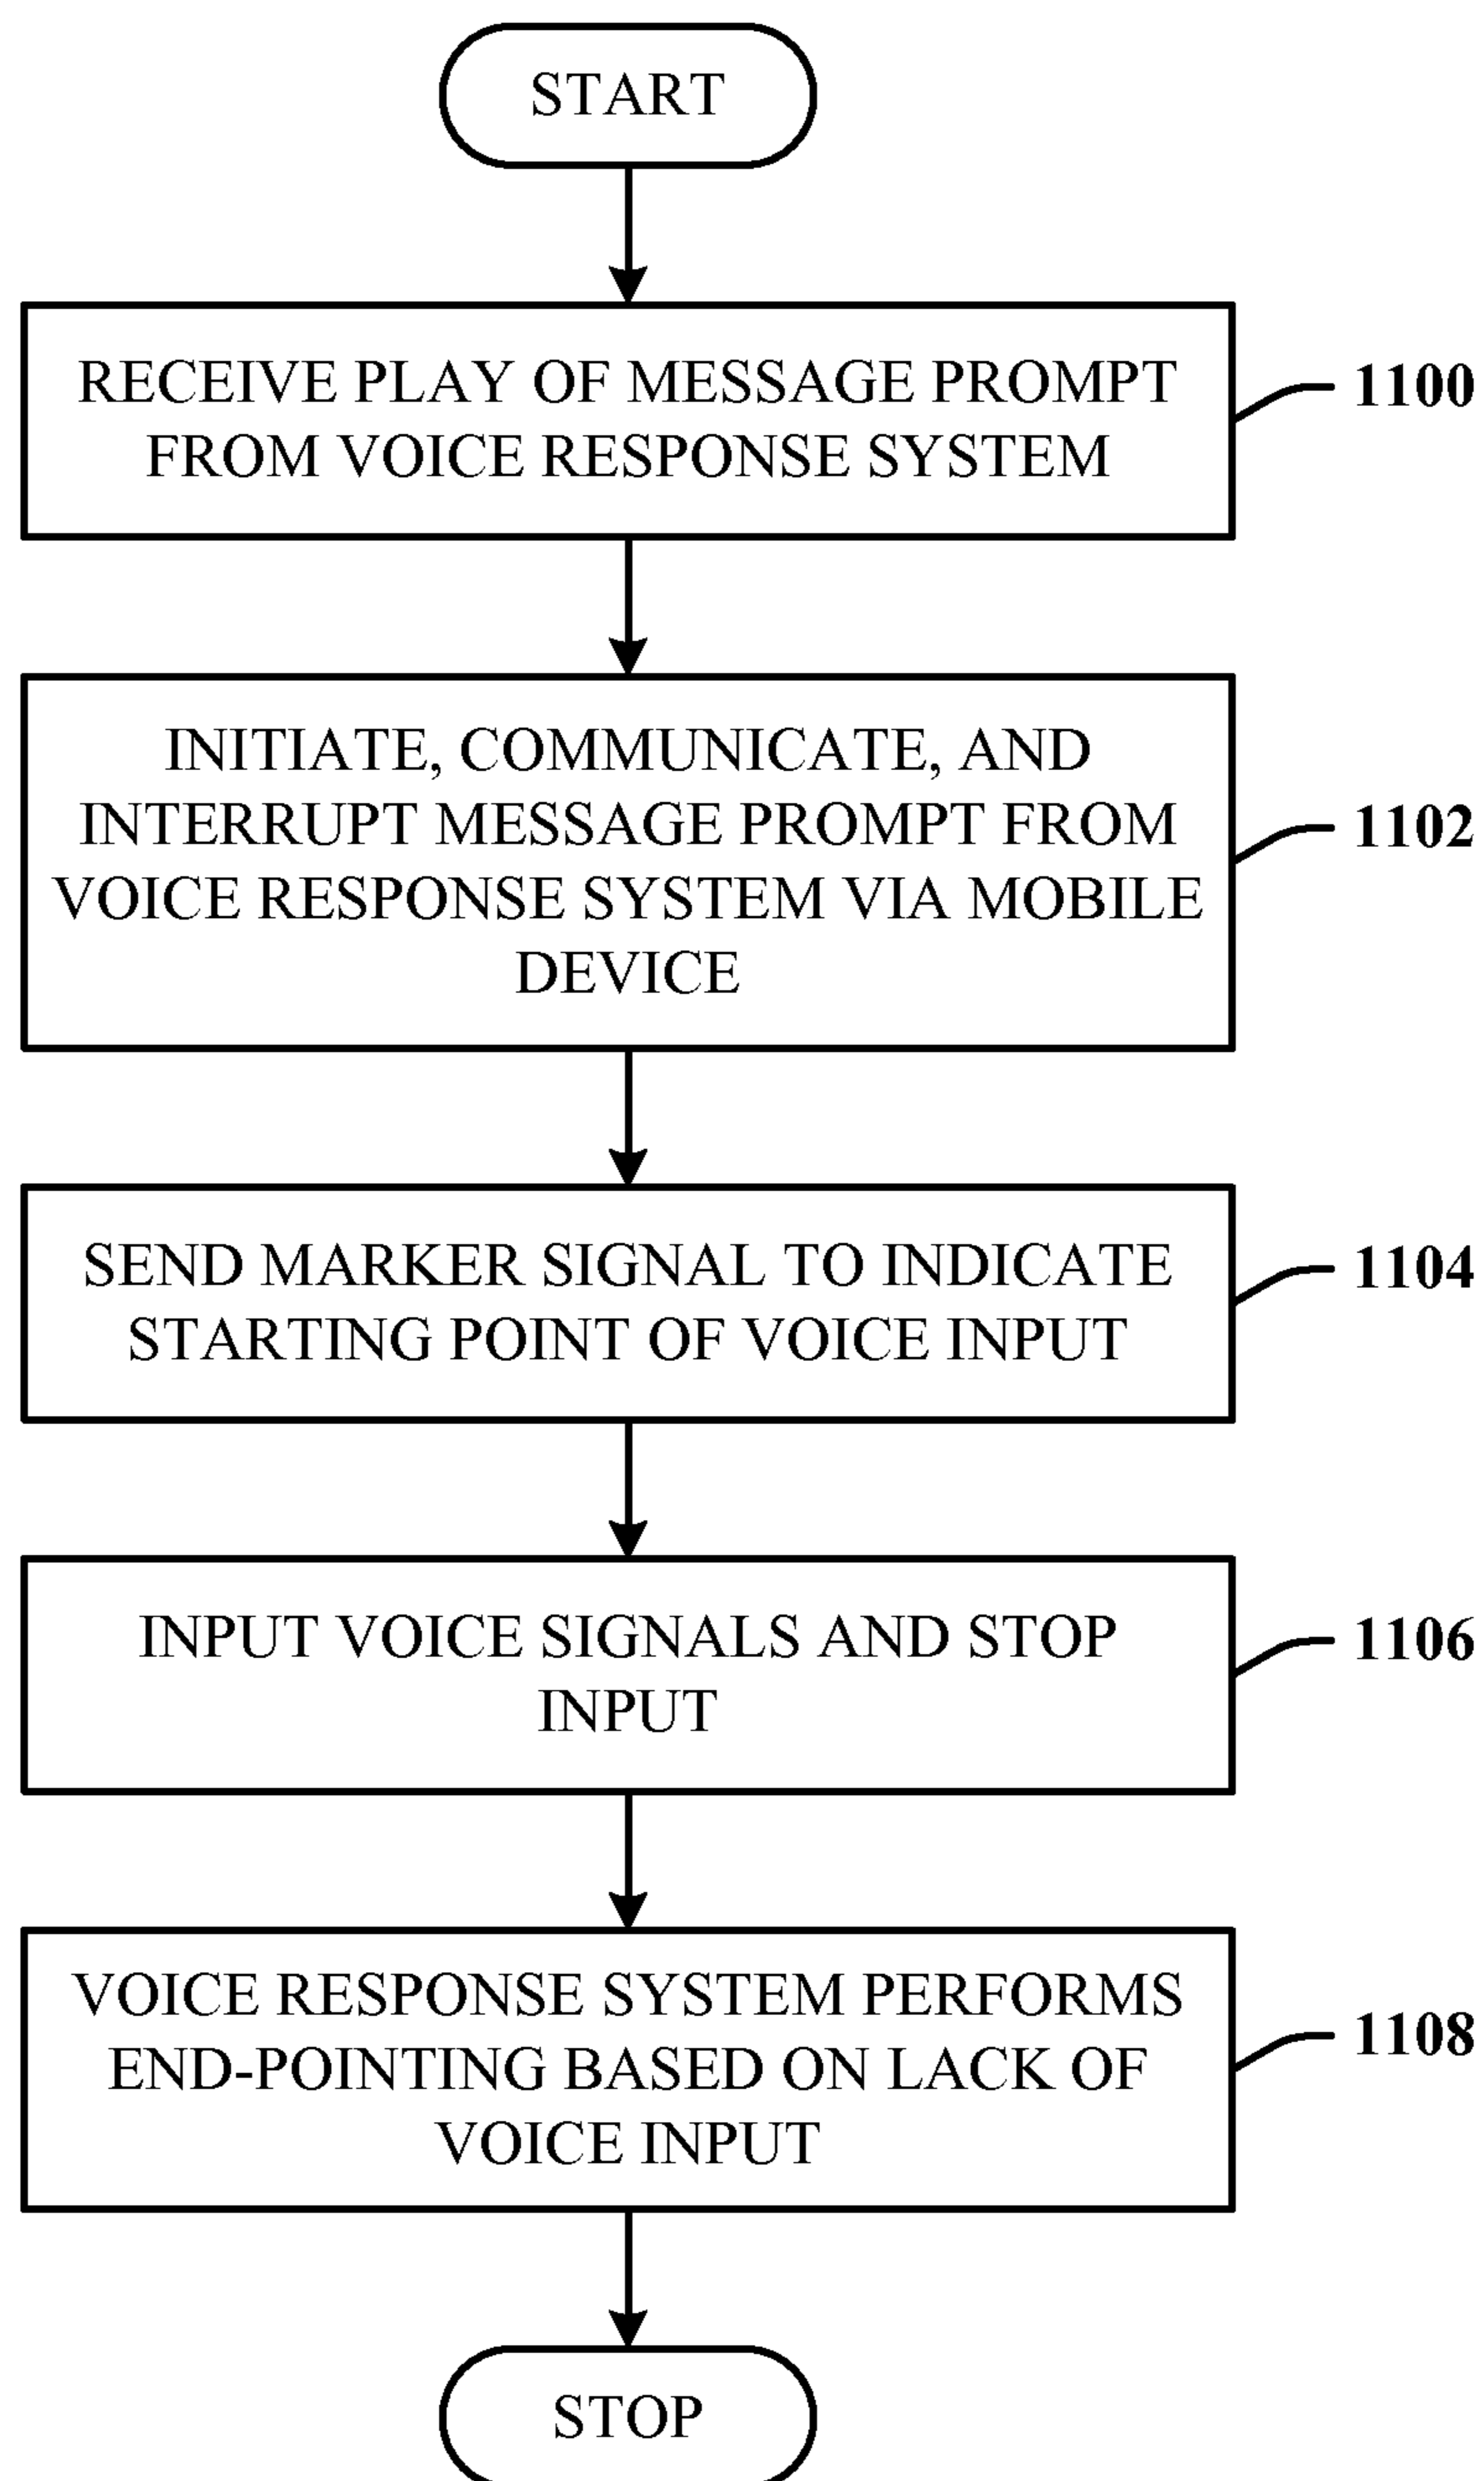 START
RECEIVE PLAY OF MESSAGE PROMPT
FROM VOICE RESPONSE SYSTEM
1100
INITIATE, COMMUNICATE, AND
INTERRUPT MESSAGE PROMPT FROM
VOICE RESPONSE SYSTEM VIA MOBILE
DEVICE
1102
SEND MARKER SIGNAL TO INDICATE
STARTING POINT OF VOICE INPUT
1104
INPUT VOICE SIGNALS AND STOP
INPUT
1106
VOICE RESPONSE SYSTEM PERFORMS
END-POINTING BASED ON LACK OF
VOICE INPUT
1108
STOP